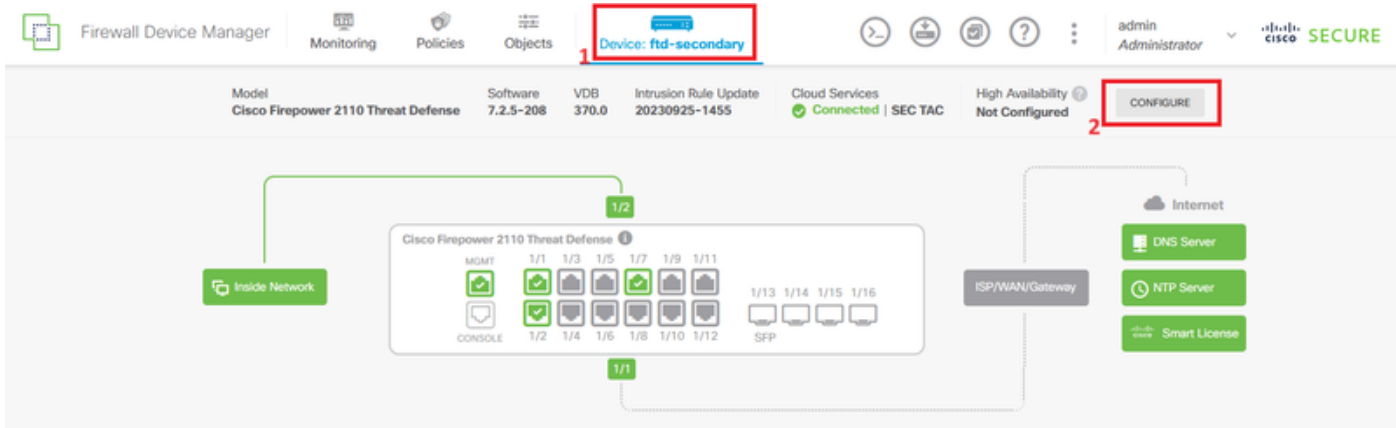 Firewall Device Manager
Monitoring
Policies
Objects
Device: ftd-secondary
1
admin
Administrator
CISCO SECURE
Model
Cisco Firepower 2110 Threat Defense
Software
7.2.5-208
VDB
370.0
Intrusion Rule Update
20230925-1455
Cloud Services
Connected | SEC TAC
High Availability ?
Not Configured
CONFIGURE
2
1/2
Internet
Cisco Firepower 2110 Threat Defense
MGMT 1/1 1/3 1/5 1/7 1/9 1/11
1/13 1/14 1/15 1/16
CONSOLE 1/2 1/4 1/6 1/8 1/10 1/12 SFP
Inside Network
ISP/WAN/Gateway
DNS Server
NTP Server
Smart License
1/1